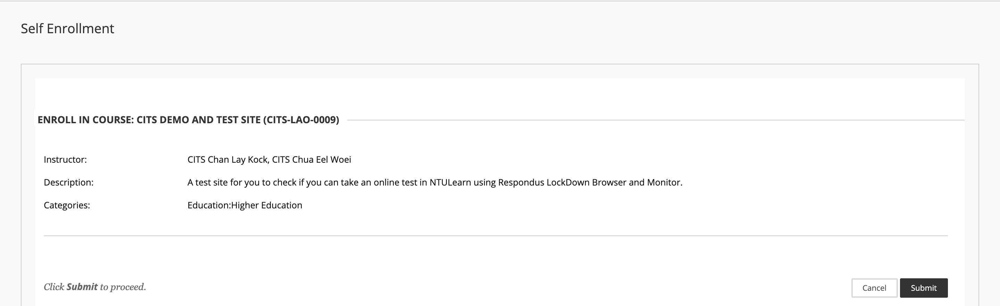 Self Enrollment
ENROLL IN COURSE: CITS DEMO AND TEST SITE (CITS-LAO-0009)
Instructor: CITS Chan Lay Kock, CITS Chua Eel Woei
Description: A test site for you to check if you can take an online test in NTULearn using Respondus LockDown Browser and Monitor.
Categories: Education:Higher Education
Click Submit to proceed.
Cancel Submit